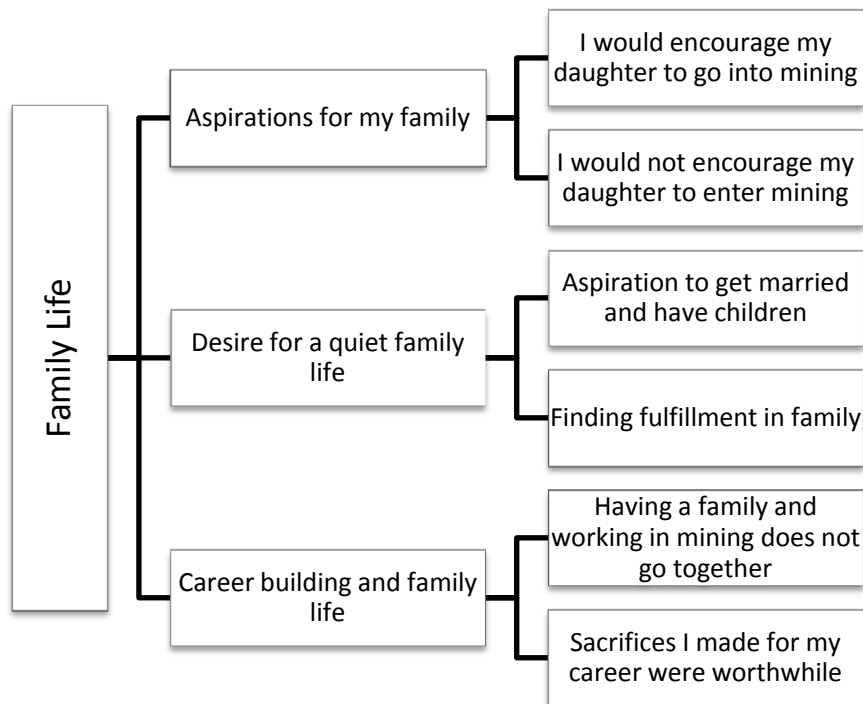 Family Life
Aspirations for my family
I would encourage my
daughter to go into mining
I would not encourage my
daughter to enter mining
Desire for a quiet family
life
Aspiration to get married
and have children
Finding fulfillment in family
Career building and family
life
Having a family and
working in mining does not
go together
Sacrifices I made for my
career were worthwhile